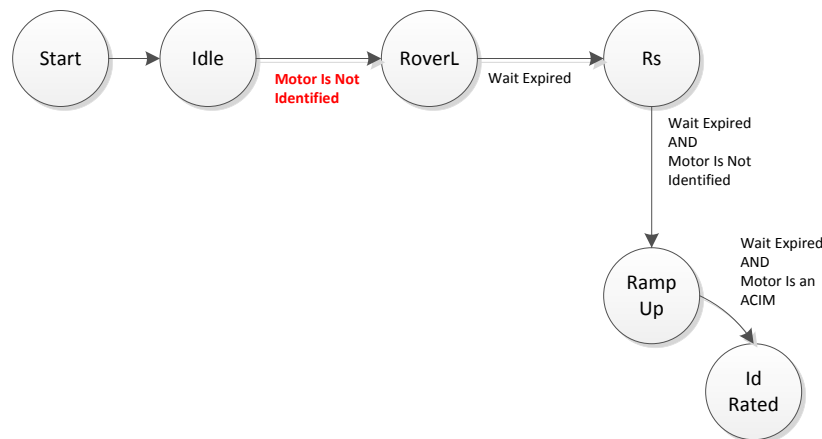 Start
Idle
Motor Is Not
Identified
RoverL
Wait Expired
Rs
Wait Expired
AND
Motor Is Not
Identified
Ramp
Up
Wait Expired
AND
Motor Is an
ACIM
Id
Rated